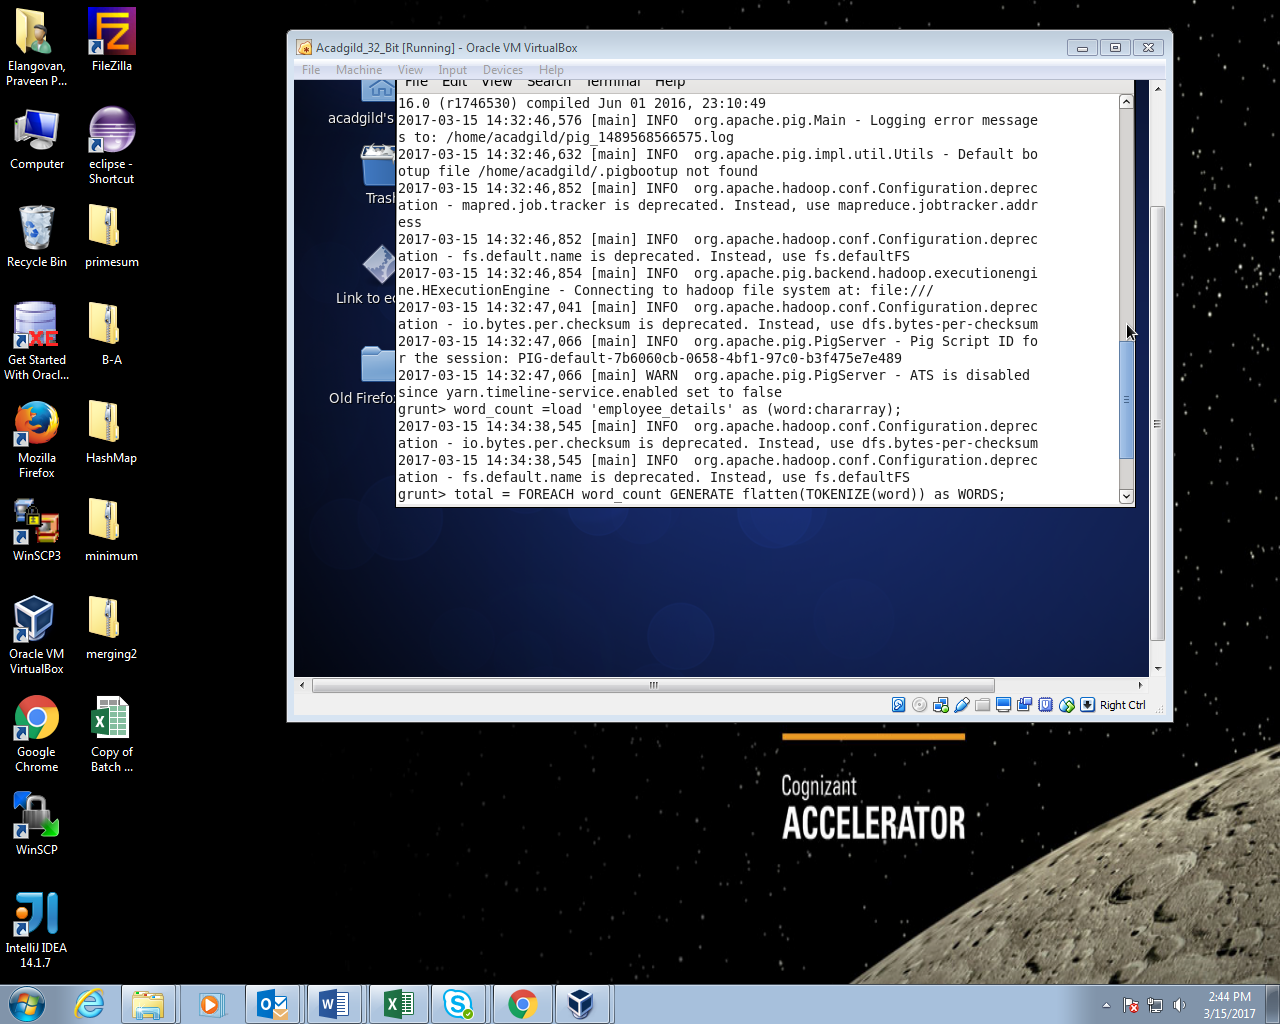 Elangovan,
Praveen P...
FileZilla
Computer
eclipse -
Shortcut
Recycle Bin
primesum
Get Started
With Oracl...
B-A
Mozilla
Firefox
HashMap
WinSCP3
minimum
Oracle VM
VirtualBox
merging2
Google
Chrome
Copy of
Batch ...
WinSCP
IntelliJ IDEA
14.1.7
Acadgild_32_Bit [Running] - Oracle VM VirtualBox
File Machine View Input Devices Help
File Edit View Search Terminal Help
acadgild's
Trash
Link to
Old Firefo
16.0 (r1746530) compiled Jun 01 2016, 23:10:49
2017-03-15 14:32:46,576 [main] INFO  org.apache.pig.Main - Logging error message
s to: /home/acadgild/pig_1489568566575.log
2017-03-15 14:32:46,632 [main] INFO  org.apache.pig.impl.util.Utils - Default bo
otup file /home/acadgild/.pigbootup not found
2017-03-15 14:32:46,852 [main] INFO  org.apache.hadoop.conf.Configuration.deprec
ation - mapred.job.tracker is deprecated. Instead, use mapreduce.jobtracker.addr
ess
2017-03-15 14:32:46,852 [main] INFO  org.apache.hadoop.conf.Configuration.deprec
ation - fs.default.name is deprecated. Instead, use fs.defaultFS
2017-03-15 14:32:46,854 [main] INFO  org.apache.pig.backend.hadoop.executionengi
ne.HExecutionEngine - Connecting to hadoop file system at: file:///
2017-03-15 14:32:47,041 [main] INFO  org.apache.hadoop.conf.Configuration.deprec
ation - io.bytes.per.checksum is deprecated. Instead, use dfs.bytes-per-checksum
2017-03-15 14:32:47,066 [main] INFO  org.apache.pig.PigServer - Pig Script ID fo
r the session: PIG-default-7b6060cb-0658-4bf1-97c0-b3f475e7e489
2017-03-15 14:32:47,066 [main] WARN  org.apache.pig.PigServer - ATS is disabled
since yarn.timeline-service.enabled set to false
grunt> word_count =load 'employee_details' as (word:chararray);
2017-03-15 14:34:38,545 [main] INFO  org.apache.hadoop.conf.Configuration.deprec
ation - io.bytes.per.checksum is deprecated. Instead, use dfs.bytes-per-checksum
2017-03-15 14:34:38,545 [main] INFO  org.apache.hadoop.conf.Configuration.deprec
ation - fs.default.name is deprecated. Instead, use fs.defaultFS
grunt> total = FOREACH word_count GENERATE flatten(TOKENIZE(word)) as WORDS;
Right Ctrl
Cognizant
ACCELERATOR
2:44 PM
3/15/2017